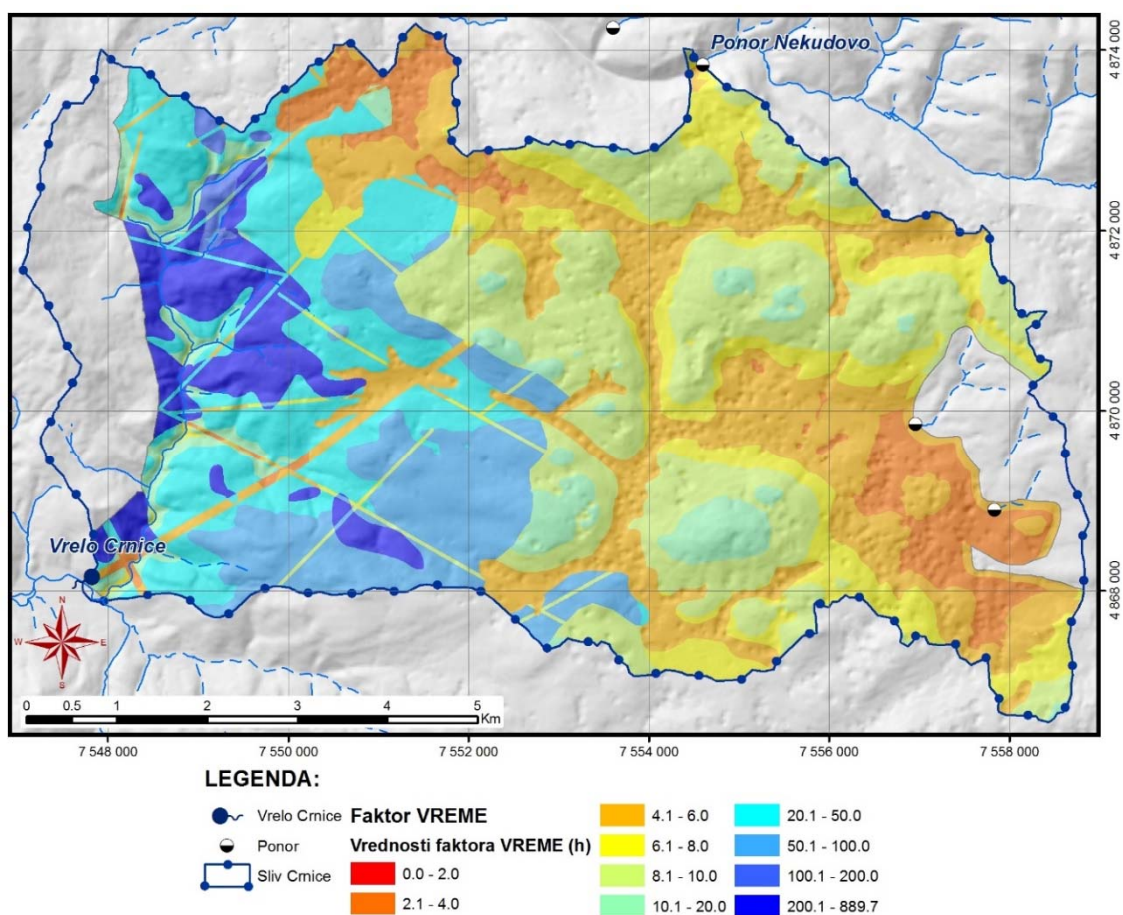 Ponor Nekudovo
4 874 000
4 872 000
4 870 000
4 868 000
Vrelo Crnice
N
W E
S
0 0.5 1 2 3 4 5
Km
7 548 000 7 550 000 7 552 000 7 554 000 7 556 000 7 558 000
LEGENDA:
Vrelo Crnice
Ponor
Sliv Crnice
Faktor VREME
Vrednosti faktora VREME (h)
0.0 - 2.0
2.1 - 4.0
4.1 - 6.0
6.1 - 8.0
8.1 - 10.0
10.1 - 20.0
20.1 - 50.0
50.1 - 100.0
100.1 - 200.0
200.1 - 889.7